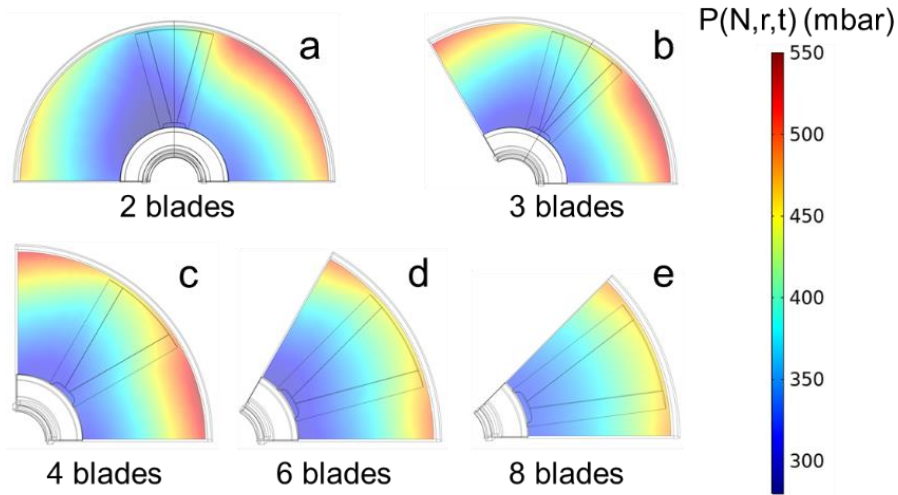 P(N,r,t) (mbar)
a
b
550
500
450
400
350
300
2 blades
3 blades
c
d
e
4 blades
6 blades
8 blades